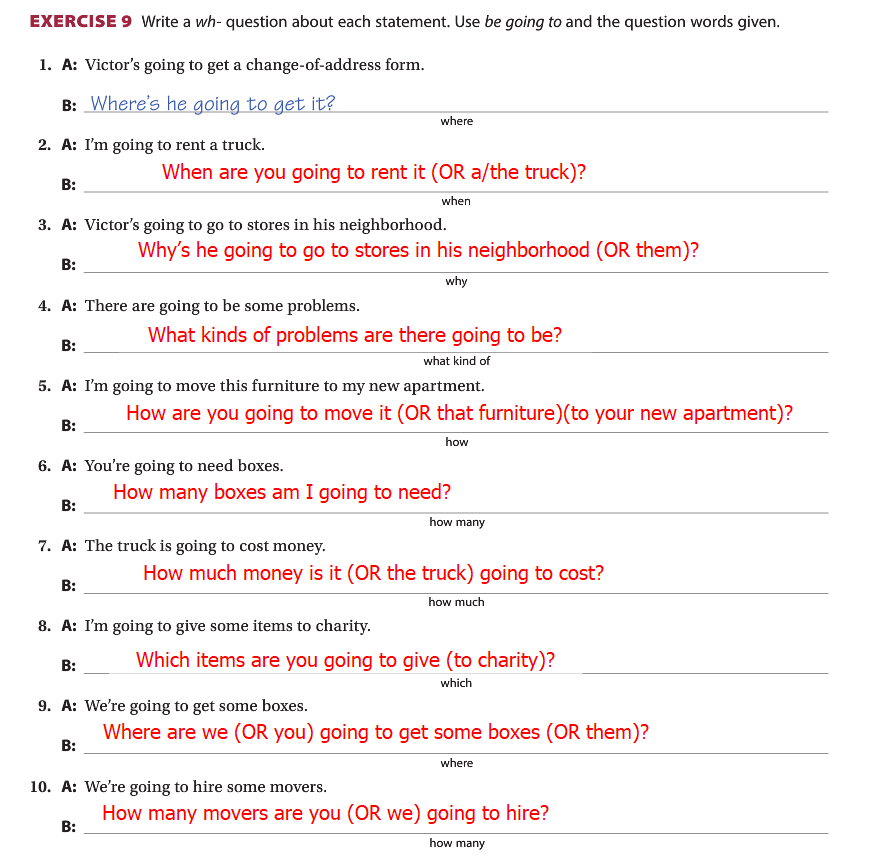 EXERCISE 9 Write a wh- question about each statement. Use be going to and the question words given.
1. A: Victor's going to get a change-of-address form.
B: Where's he going to get it?
where
2. A: I'm going to rent a truck.
B: When are you going to rent it (OR a/the truck)?
when
3. A: Victor's going to go to stores in his neighborhood.
B: Why's he going to go to stores in his neighborhood (OR them)?
why
4. A: There are going to be some problems.
B: What kinds of problems are there going to be?
what kind of
5. A: I'm going to move this furniture to my new apartment.
B: How are you going to move it (OR that furniture)(to your new apartment)?
how
6. A: You're going to need boxes.
B: How many boxes am I going to need?
how many
7. A: The truck is going to cost money.
B: How much money is it (OR the truck) going to cost?
how much
8. A: I'm going to give some items to charity.
B: Which items are you going to give (to charity)?
which
9. A: We're going to get some boxes.
B: Where are we (OR you) going to get some boxes (OR them)?
where
10. A: We're going to hire some movers.
B: How many movers are you (OR we) going to hire?
how many